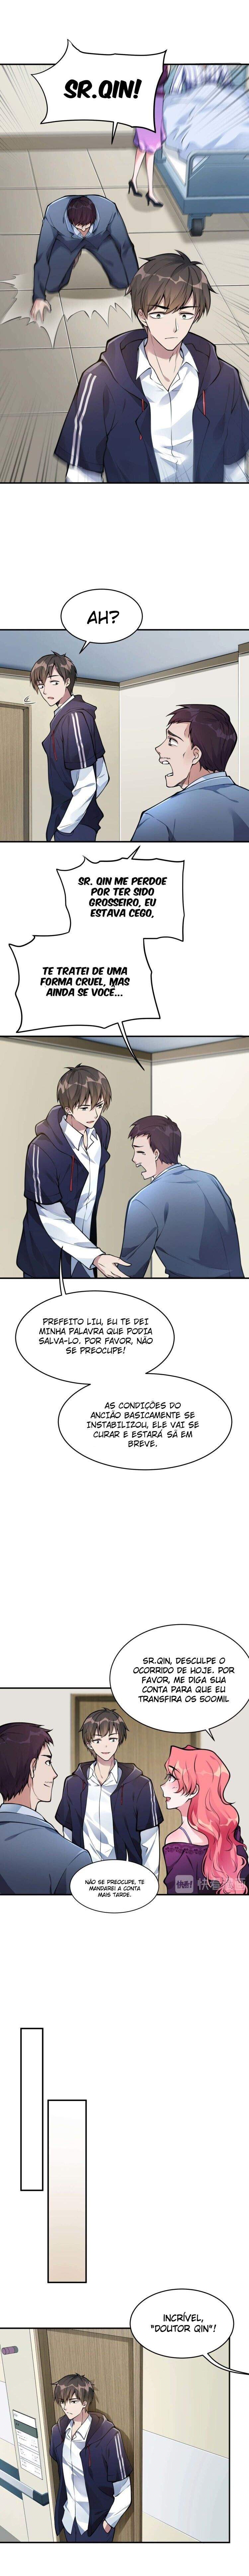 SR.QIN!
AH?
SR. QIN ME PERDOE
POR TER SIDO
GROSSEIRO, EU
ESTAVA CEGO,
TE TRATEI DE UMA
FORMA CRUEL, MAS
AINDA SE VOCÊ...
PREFEITO LIU, EU TE DEI
MINHA PALAVRA QUE PODIA
SALVA-LO. POR FAVOR, NÃO
SE PREOCUPE!
AS CONDIÇÕES DO
ANCIÃO BASICAMENTE SE
INSTABILIZOU, ELE VAI SE
CURAR E ESTARÁ SÃ EM
BREVE.
SR.QIN, DESCULPE O
OCORRIDO DE HOJE. POR
FAVOR, ME DIGA SUA
CONTA PARA QUE EU
TRANSFIRA OS 500MIL
NÃO SE PREOCUPE, TE
MANDAREI A CONTA
MAIS TARDE.
INCRÍVEL,
"DOUTOR QIN"!